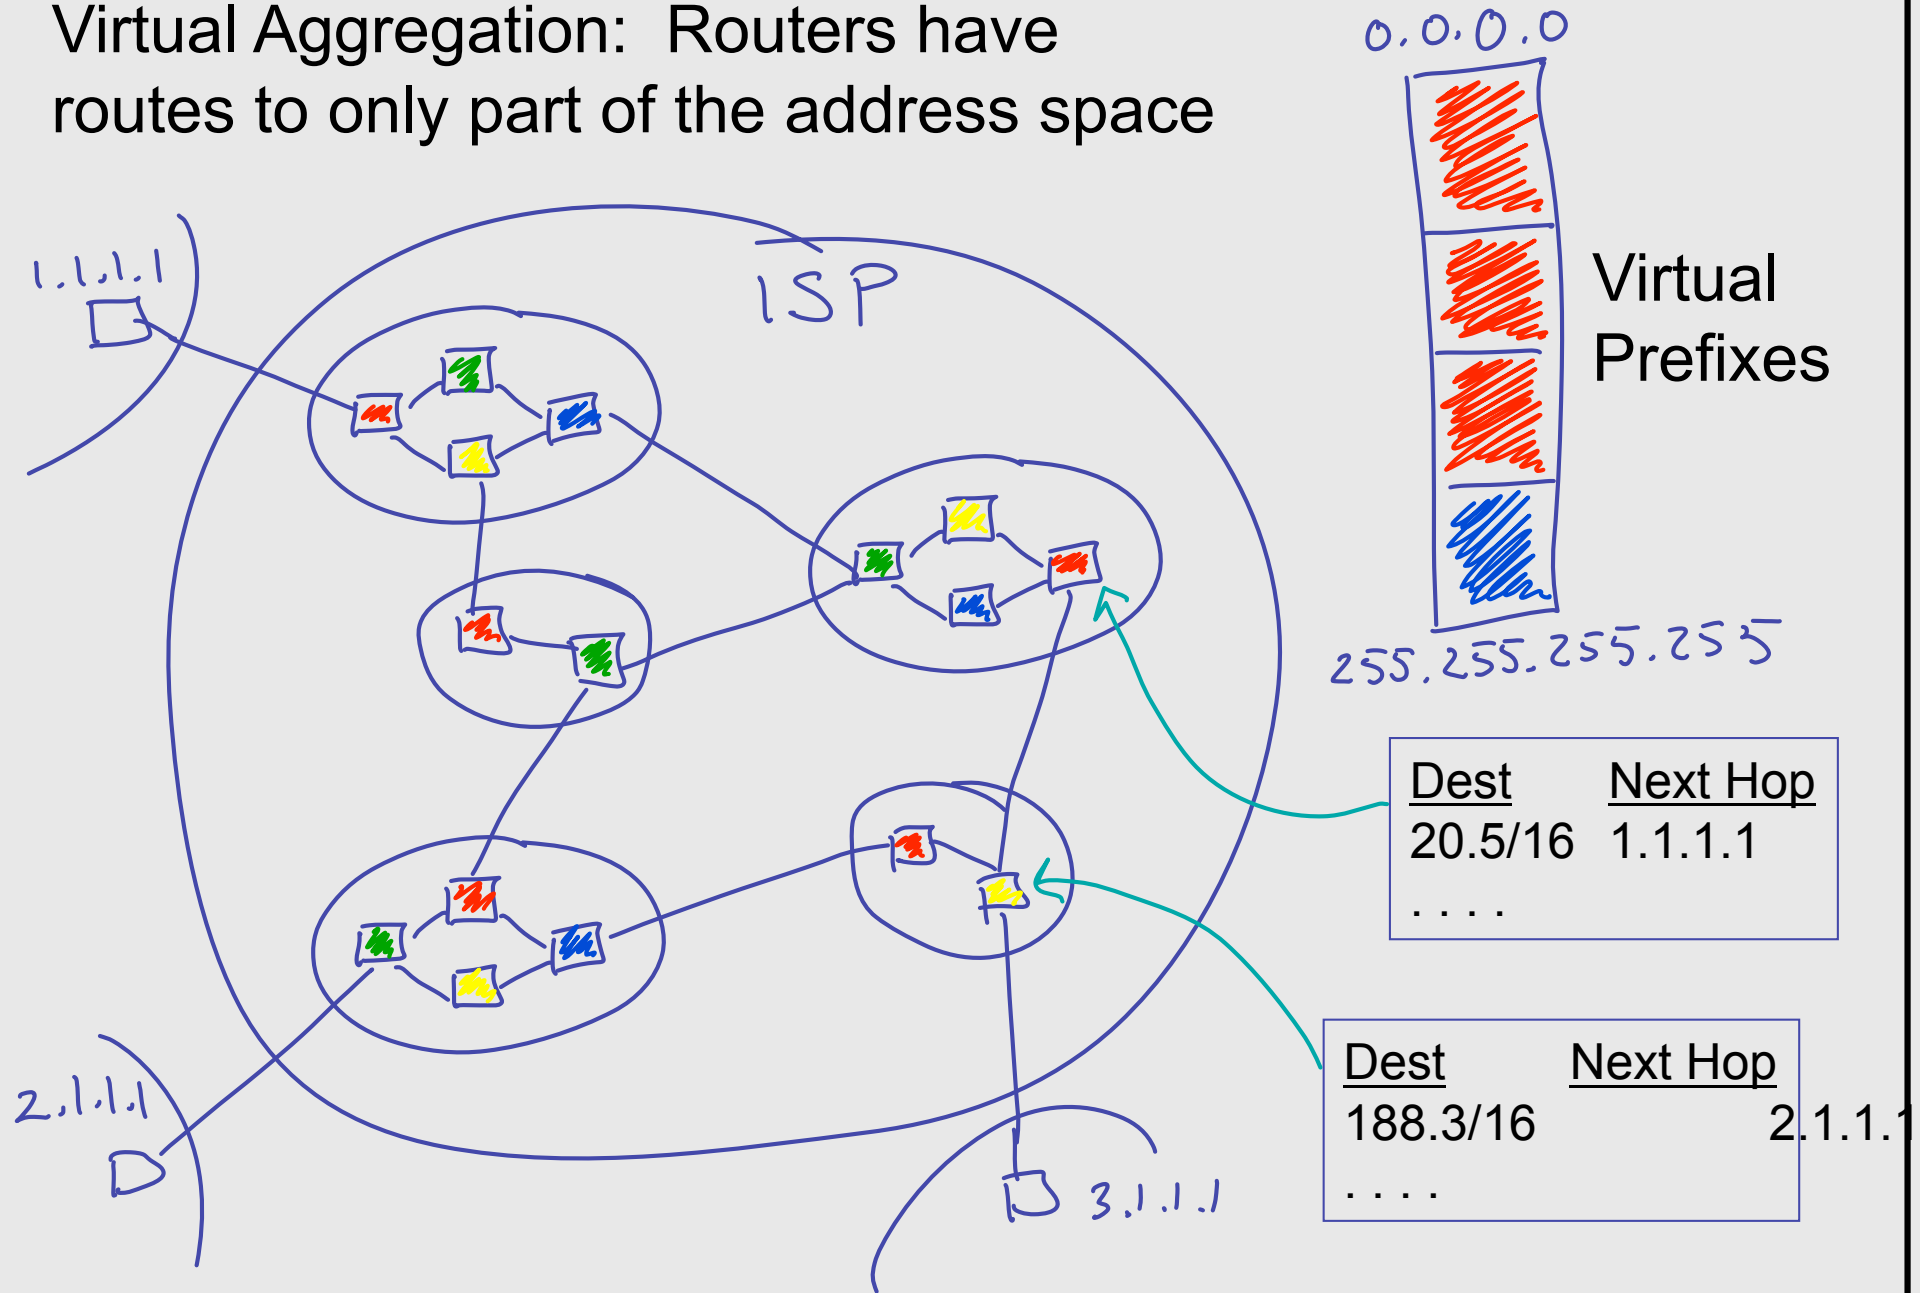 Virtual Aggregation: Routers have
routes to only part of the address space
0.0.0.0
1.1.1.1
ISP
Virtual
Prefixes
255.255.255.255
Dest Next Hop
20.5/16 1.1.1.1
. . . .
Dest Next Hop
188.3/16 2.1.1.1
. . . .
2.1.1.1
3.1.1.1